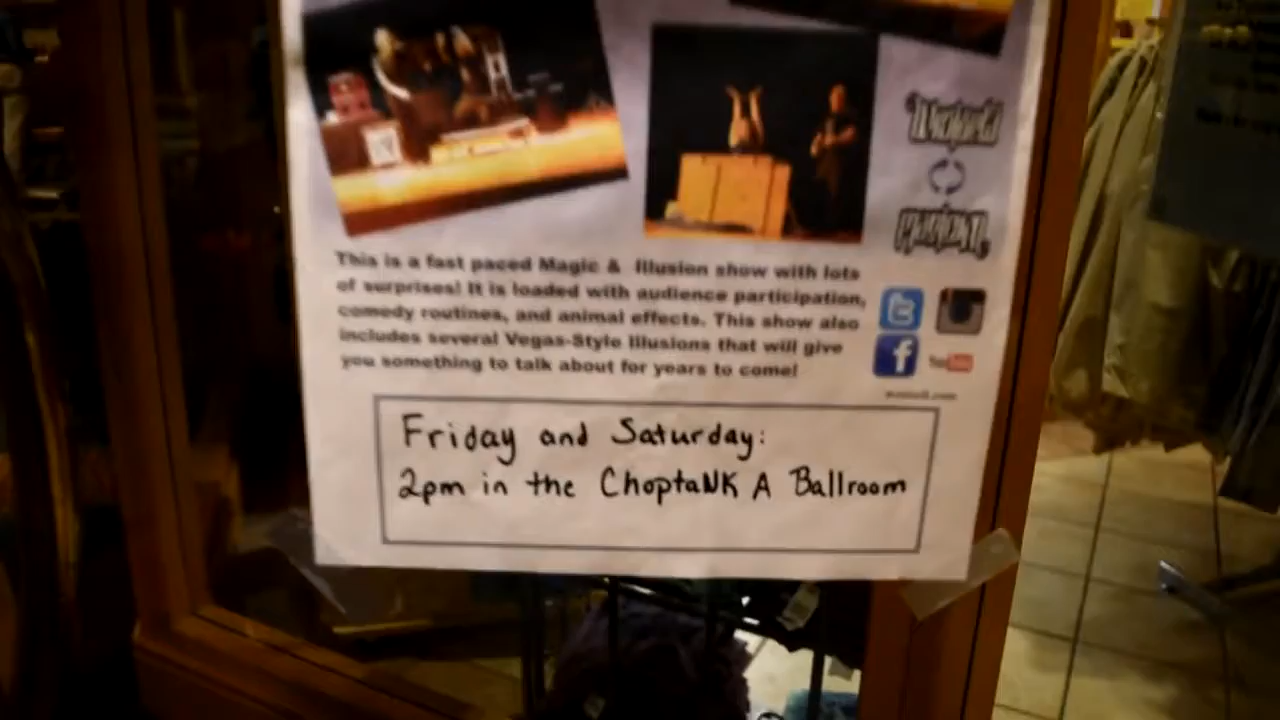 This is a fast paced Magic & Illusion show with lots
of surprises! It is loaded with audience participation,
comedy routines, and animal effects. This show also
includes several Vegas-Style Illusions that will give
you something to talk about for years to come!
Friday and Saturday:
2pm in the ChoptaNK A Ballroom